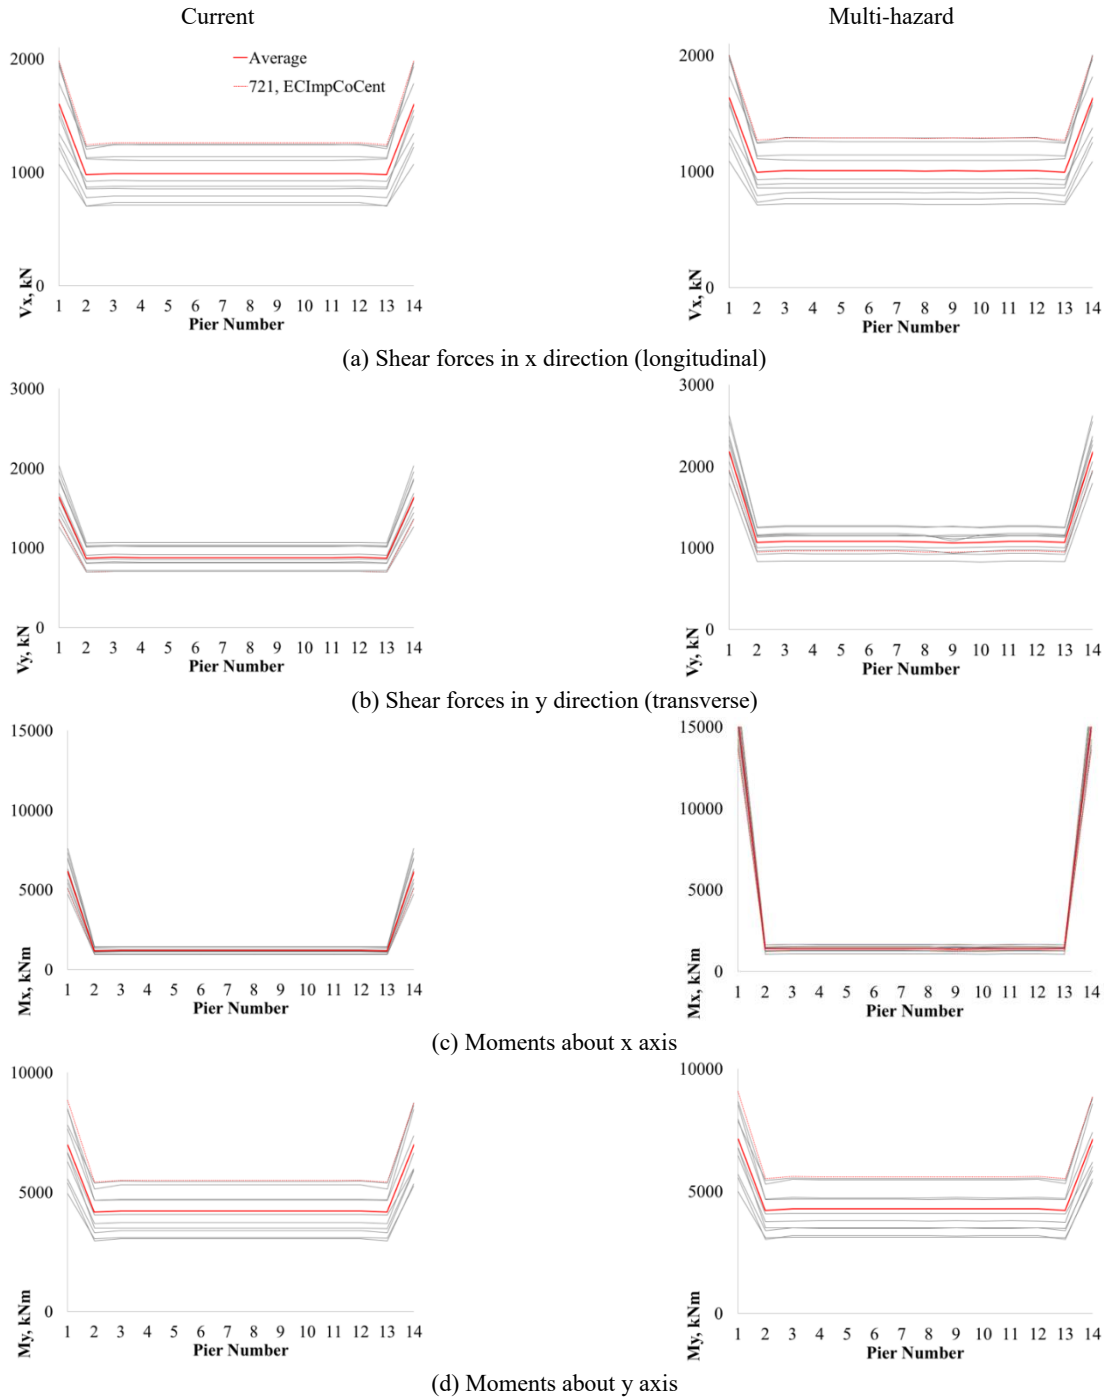 Current Multi-hazard
2000
1000
0
Vx, kN
Average
721, ECImpCoCent
1 2 3 4 5 6 7 8 9 10 11 12 13 14
Pier Number
2000
1000
0
Vx, kN
1 2 3 4 5 6 7 8 9 10 11 12 13 14
Pier Number
(a) Shear forces in x direction (longitudinal)
3000
2000
1000
0
Vy, kN
1 2 3 4 5 6 7 8 9 10 11 12 13 14
Pier Number
3000
2000
1000
0
Vy, kN
1 2 3 4 5 6 7 8 9 10 11 12 13 14
Pier Number
(b) Shear forces in y direction (transverse)
15000
10000
5000
0
Mx, kNm
1 2 3 4 5 6 7 8 9 10 11 12 13 14
Pier Number
15000
10000
5000
0
Mx, kNm
1 2 3 4 5 6 7 8 9 10 11 12 13 14
Pier Number
(c) Moments about x axis
10000
5000
0
My, kNm
1 2 3 4 5 6 7 8 9 10 11 12 13 14
Pier Number
10000
5000
0
My, kNm
1 2 3 4 5 6 7 8 9 10 11 12 13 14
Pier Number
(d) Moments about y axis